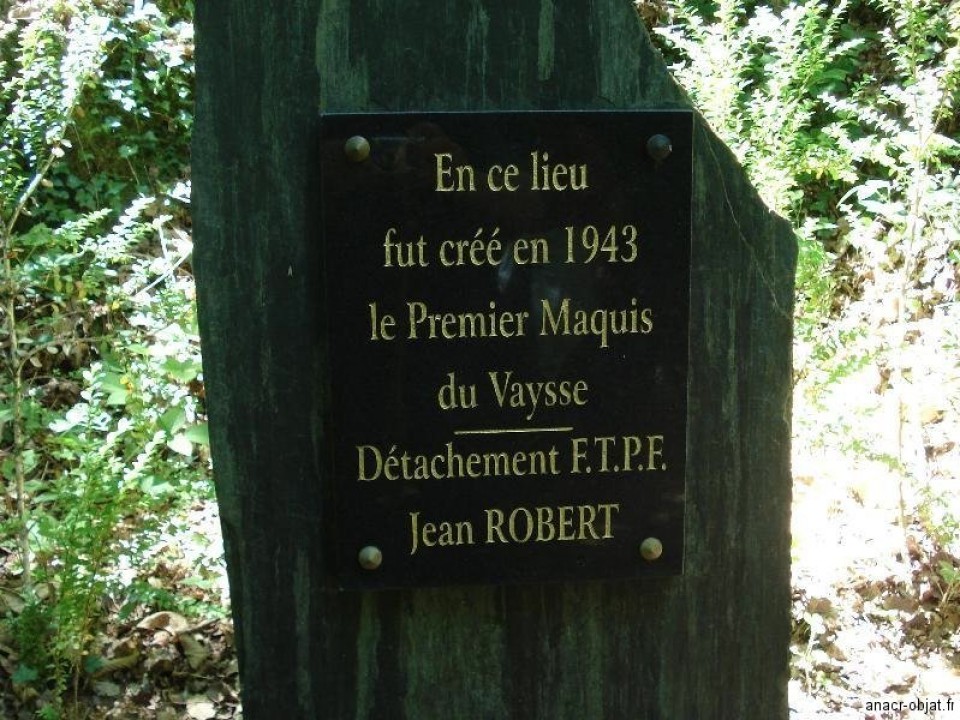 En ce lieu
fut créé en 1943
le Premier Maquis
du Vaysse
Détachement F.T.P.F.
Jean ROBERT
anacr-objat.fr